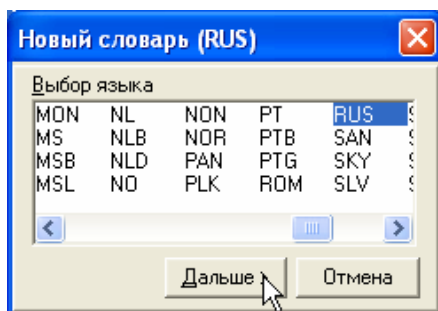 Новый словарь (RUS)
Выбор языка
MON NL NON PT RUS
MS NLB NOR PTB SAN
MSB NLD PAN PTG SKY
MSL NO PLK ROM SLV
Дальше > Отмена